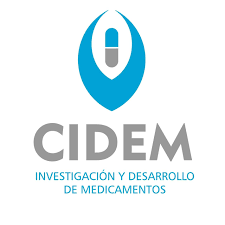 CIDEM
INVESTIGACIÓN Y DESARROLLO
DE MEDICAMENTOS